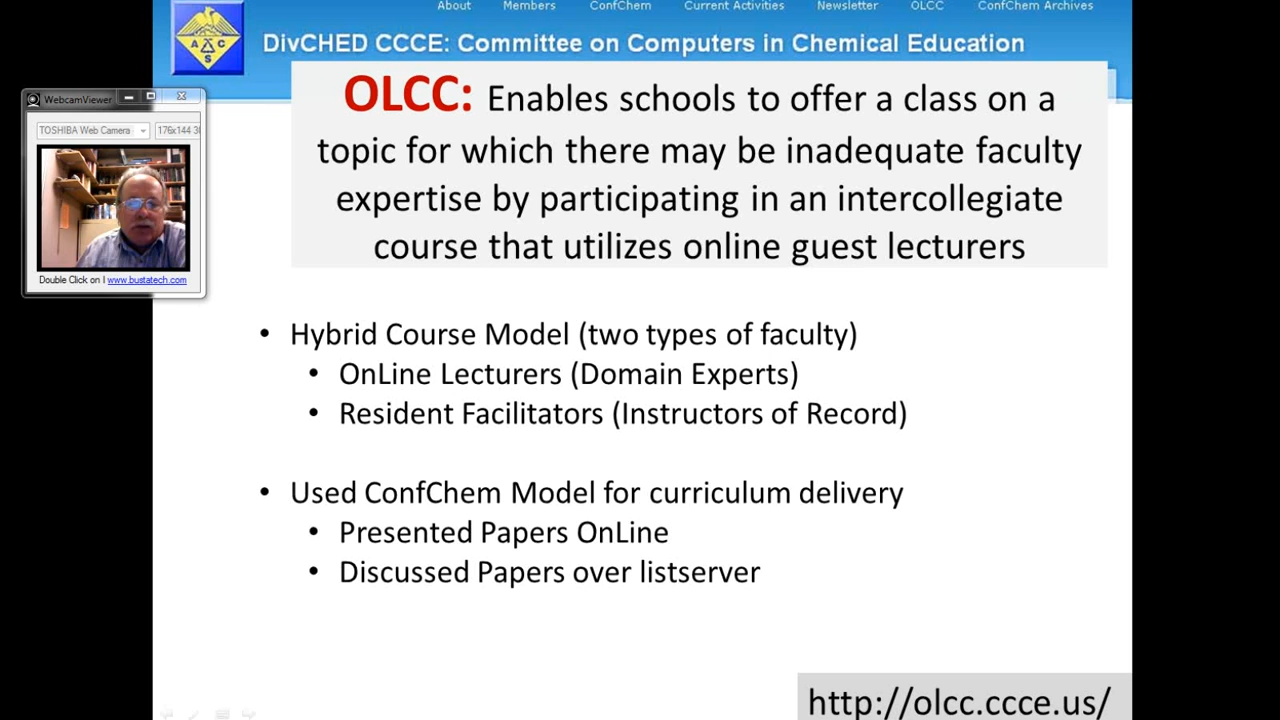 About Members ConfChem Current Activities Newsletter OLCC ConfChem Archives
A C S
DivCHED CCCE: Committee on Computers in Chemical Education
OLCC: Enables schools to offer a class on a
topic for which there may be inadequate faculty
expertise by participating in an intercollegiate
course that utilizes online guest lecturers
WebcamViewer
TOSHIBA Web Camera 176x144 30
Double Click on I www.bustatech.com
• Hybrid Course Model (two types of faculty)
• OnLine Lecturers (Domain Experts)
• Resident Facilitators (Instructors of Record)
• Used ConfChem Model for curriculum delivery
• Presented Papers OnLine
• Discussed Papers over listserver
http://olcc.ccce.us/